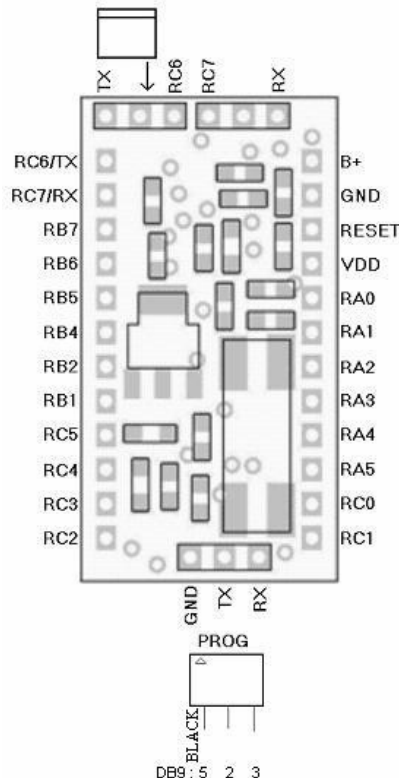 TX RC6 RC7 RX
RC6/TX B+
RC7/RX GND
RB7 RESET
RB6 VDD
RB5 RA0
RB4 RA1
RB2 RA2
RB1 RA3
RC5 RA4
RC4 RA5
RC3 RC0
RC2 RC1
GND TX RX
PROG
BLACK
DB9: 5 2 3